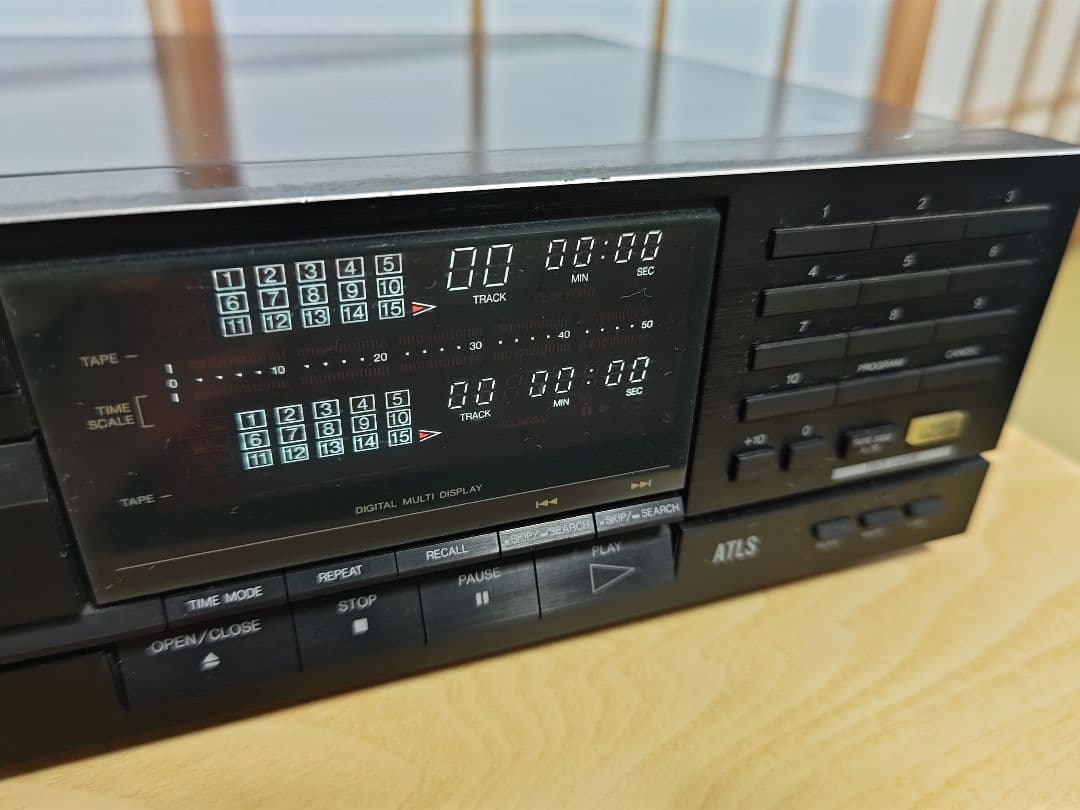 1 2 3 4 5
6 7 8 9 10
11 12 13 14 15
00 00:00
TRACK MIN SEC
PEAK POINT
TAPE
0 10 20 30 40 50
TIME
SCALE
1 2 3 4 5
6 7 8 9 10
11 12 13 14 15
00 00:00
TRACK MIN SEC
TAPE
DIGITAL MULTI DISPLAY
TIME MODE
REPEAT
RECALL
SKIP/SEARCH
SKIP/SEARCH
OPEN/CLOSE
STOP
PAUSE
PLAY
1 2 3
4 5 6
7 8 9
10 PROGRAM CANCEL
+10 0
ATLS